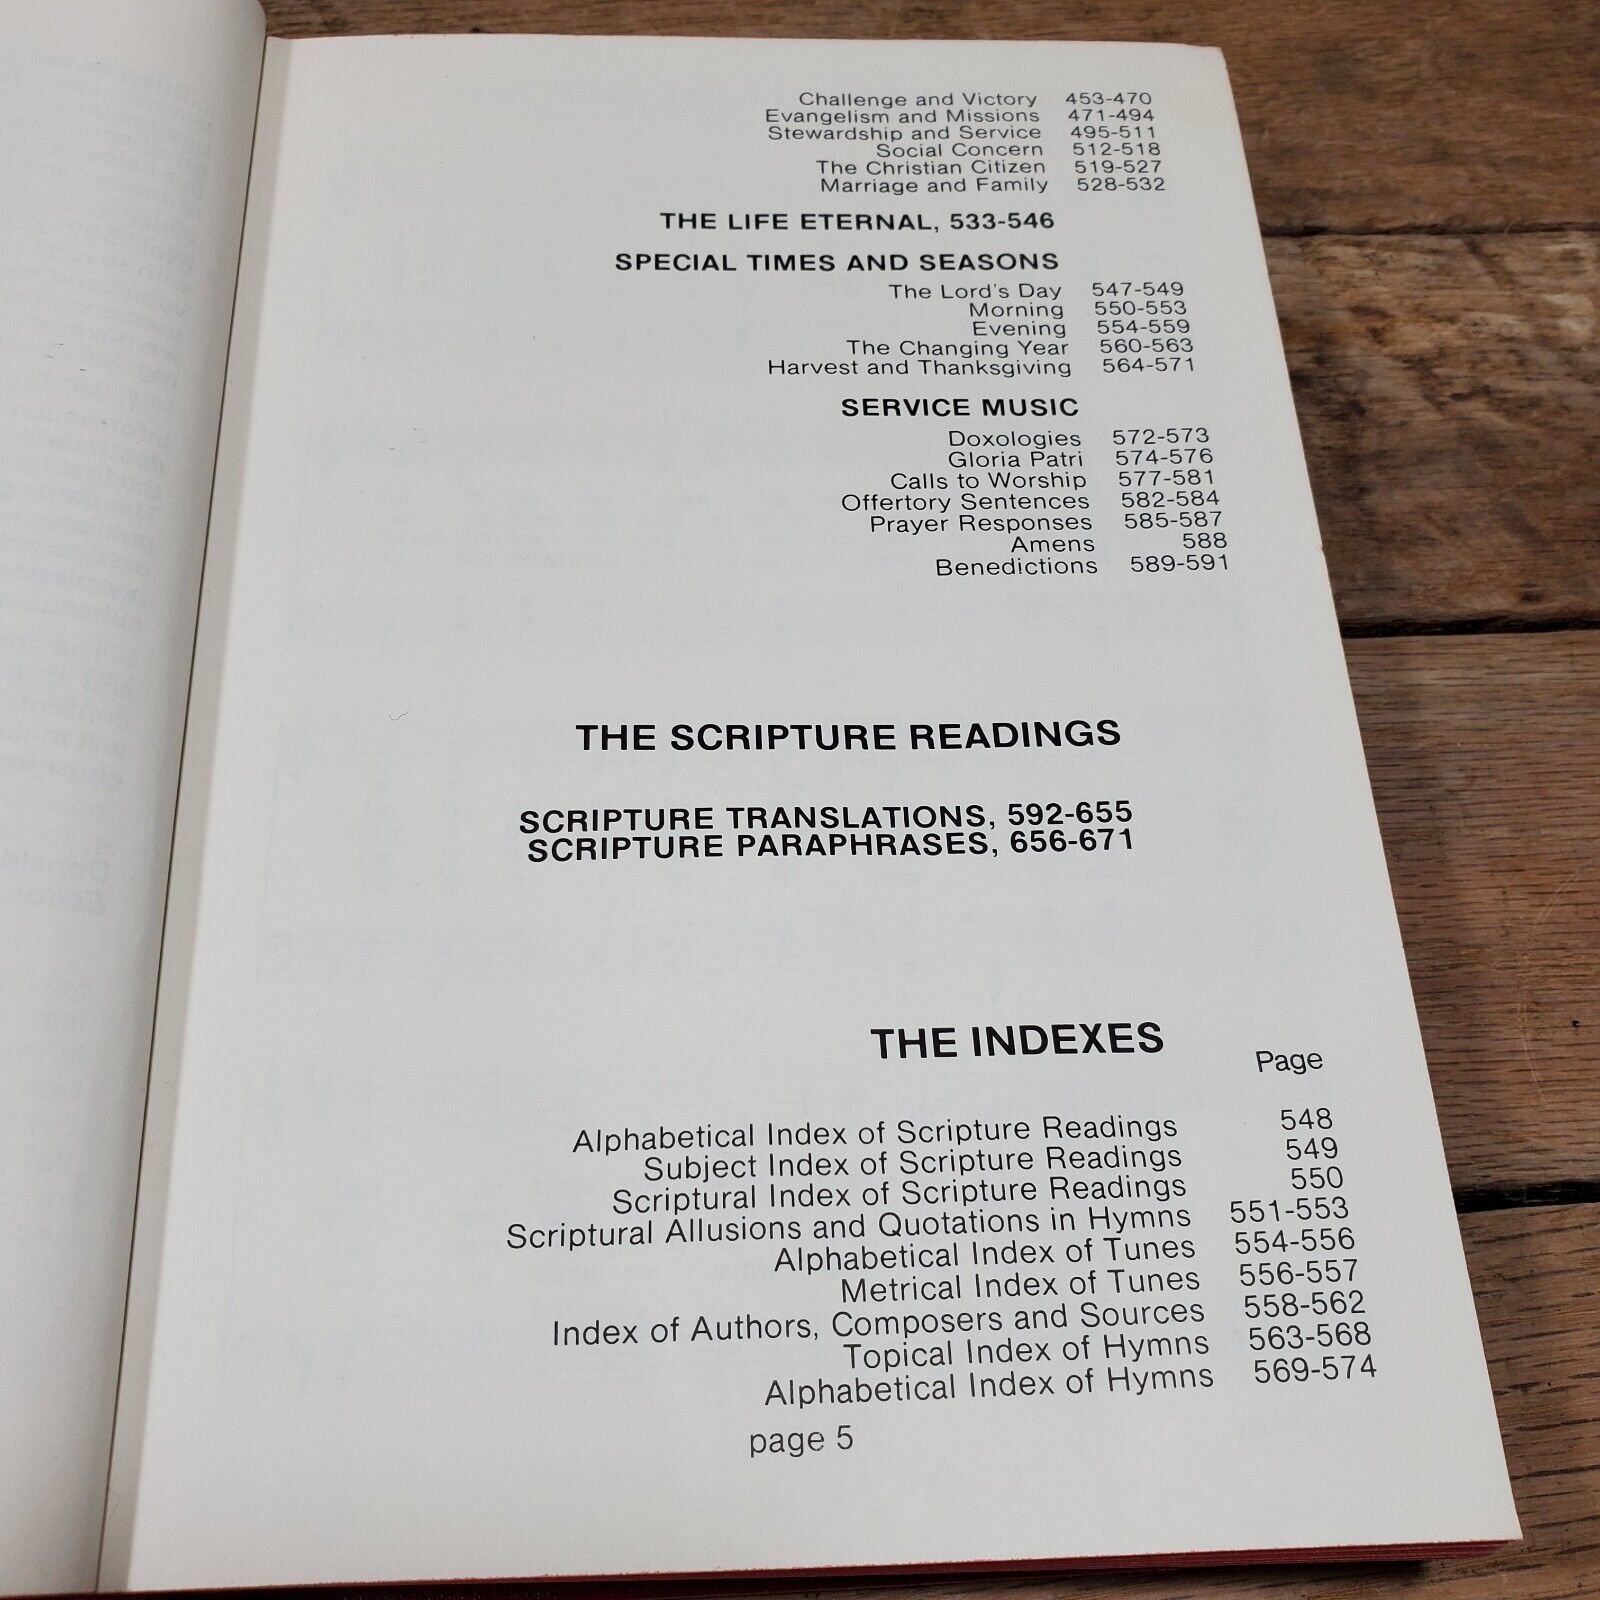 Challenge and Victory 453-470
Evangelism and Missions 471-494
Stewardship and Service 495-511
Social Concern 512-518
The Christian Citizen 519-527
Marriage and Family 528-532
THE LIFE ETERNAL, 533-546
SPECIAL TIMES AND SEASONS
The Lord's Day 547-549
Morning 550-553
Evening 554-559
The Changing Year 560-563
Harvest and Thanksgiving 564-571
SERVICE MUSIC
Doxologies 572-573
Gloria Patri 574-576
Calls to Worship 577-581
Offertory Sentences 582-584
Prayer Responses 585-587
Amens 588
Benedictions 589-591
THE SCRIPTURE READINGS
SCRIPTURE TRANSLATIONS, 592-655
SCRIPTURE PARAPHRASES, 656-671
THE INDEXES
Page
Alphabetical Index of Scripture Readings 548
Subject Index of Scripture Readings 549
Scriptural Index of Scripture Readings 550
Scriptural Allusions and Quotations in Hymns 551-553
Alphabetical Index of Tunes 554-556
Metrical Index of Tunes 556-557
Index of Authors, Composers and Sources 558-562
Topical Index of Hymns 563-568
Alphabetical Index of Hymns 569-574
page 5